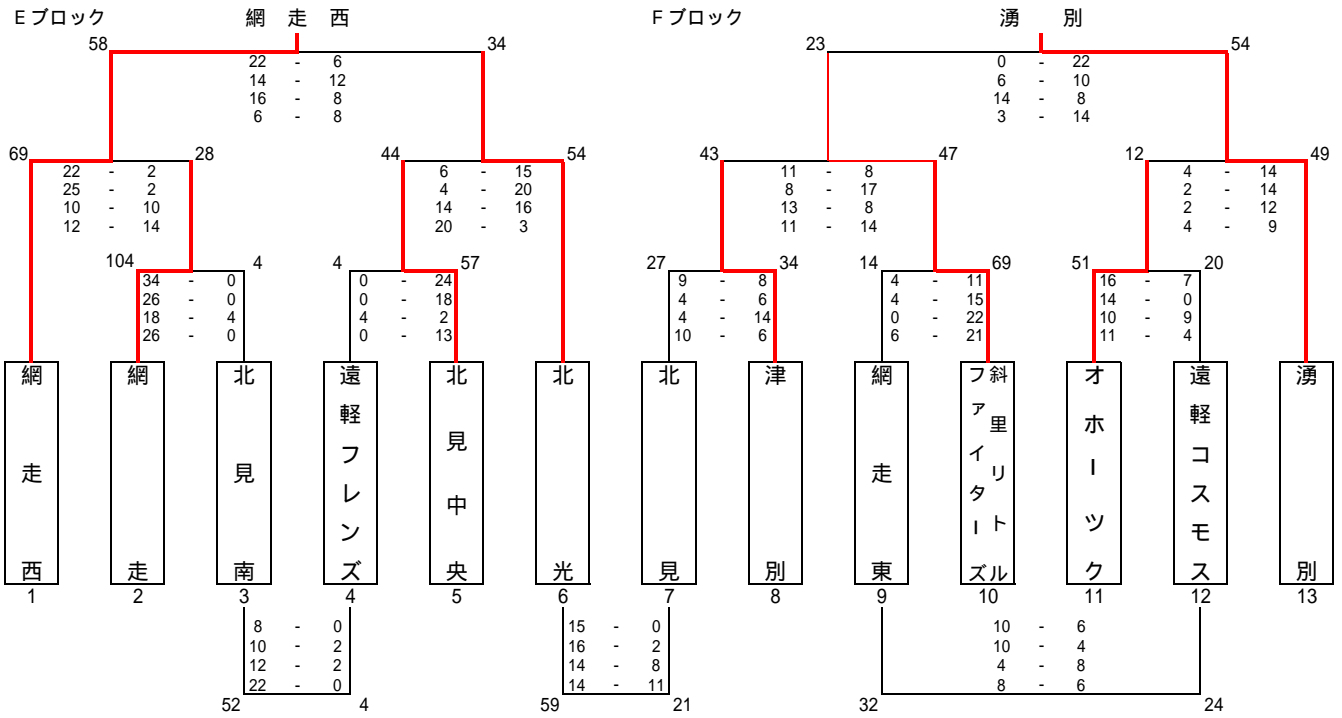 Eブロック 網走西 Fブロック 湧別
58 34 23 54
22 - 6 0 - 22
14 - 12 6 - 10
16 - 8 14 - 8
6 - 8 3 - 14
69 28 44 54 43 47 12 49
22 - 2 6 - 15 11 - 8 4 - 14
25 - 2 4 - 20 8 - 17 2 - 14
10 - 10 14 - 16 13 - 8 2 - 12
12 - 14 20 - 3 11 - 14 4 - 9
104 4 4 57 27 34 14 69 51 20
34 - 0 0 - 24 9 - 8 4 - 11 16 - 7
26 - 0 0 - 18 4 - 6 4 - 15 14 - 0
18 - 4 4 - 2 4 - 14 0 - 22 10 - 9
26 - 0 0 - 13 10 - 6 6 - 21 11 - 4
網走西
網走
北見南
遠軽フレンズ
北見中央
北光
北見
津別
網走東
斜里リトル
ファイターズ
オホーツク
遠軽コスモス
湧別
1 2 3 4 5 6 7 8 9 10 11 12 13
8 - 0 15 - 0 10 - 6
10 - 2 16 - 2 10 - 4
12 - 2 14 - 8 4 - 8
22 - 0 14 - 11 8 - 6
52 4 59 21 32 24